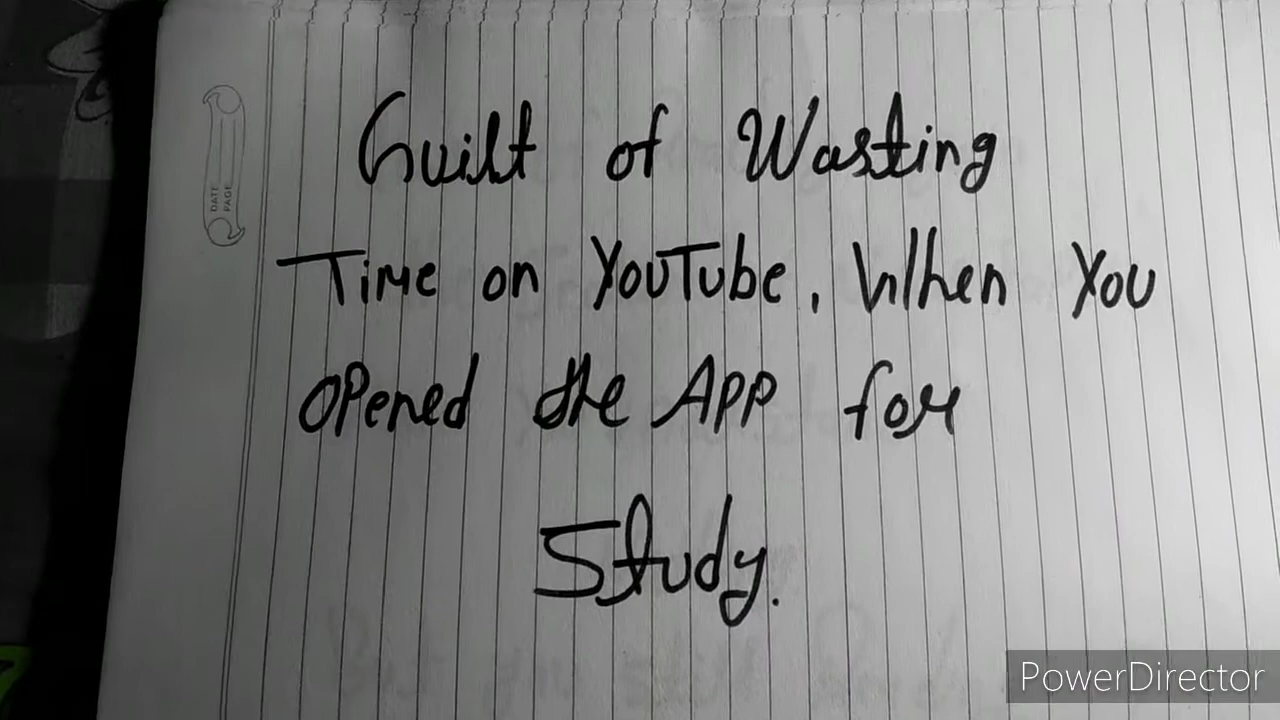 Guilt of Wasting
Time on YouTube, When You
opened the App for
Study.
DATE
PAGE
PowerDirector